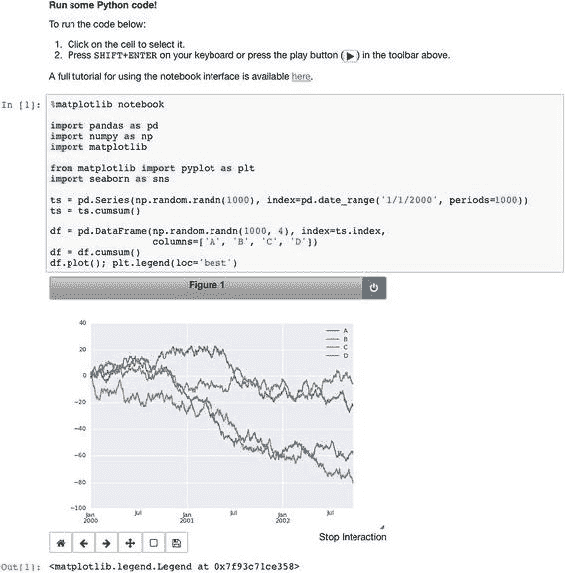 Run some Python code!
To run the code below:
1. Click on the cell to select it.
2. Press SHIFT+ENTER on your keyboard or press the play button (▶) in the toolbar above.
A full tutorial for using the notebook interface is available here.
In [1]:
%matplotlib notebook
import pandas as pd
import numpy as np
import matplotlib
from matplotlib import pyplot as plt
import seaborn as sns
ts = pd.Series(np.random.randn(1000), index=pd.date_range('1/1/2000', periods=1000))
ts = ts.cumsum()
df = pd.DataFrame(np.random.randn(1000, 4), index=ts.index,
columns=['A', 'B', 'C', 'D'])
df = df.cumsum()
df.plot(); plt.legend(loc='best')
Figure 1
40
20
0
−20
−40
−60
−80
−100
A
B
C
D
Jan Jul Jan Jul Jan Jul
2000 2001 2002
Stop Interaction
Out[1]: <matplotlib.legend.Legend at 0x7f93c71ce358>